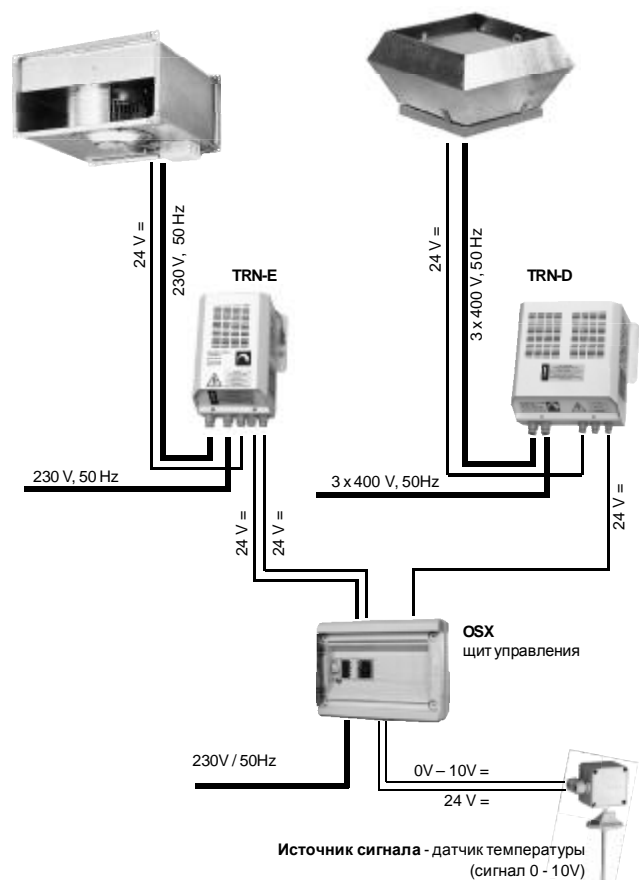 24 V =
230 V, 50 Hz
24 V =
3 x 400 V, 50 Hz
TRN-E
TRN-D
230 V, 50 Hz
3 x 400 V, 50Hz
24 V =
24 V =
24 V =
OSX
щит управления
230V / 50Hz
0V – 10V =
24 V =
Источник сигнала - датчик температуры
(сигнал 0 - 10V)